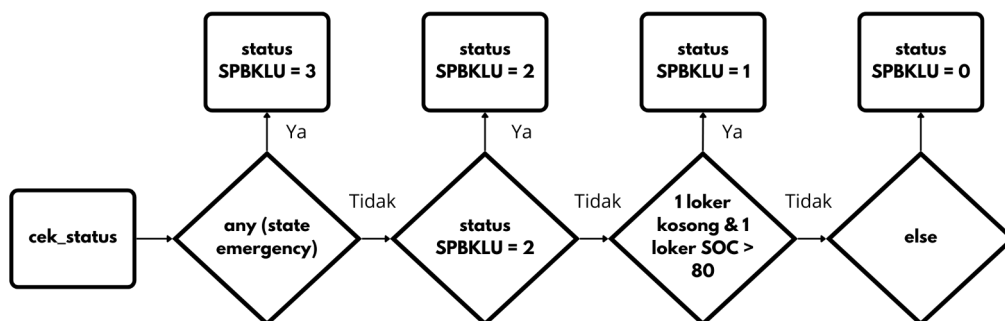 status
SPBKLU = 3
status
SPBKLU = 2
status
SPBKLU = 1
status
SPBKLU = 0
Ya
Ya
Ya
cek_status
any (state
emergency)
Tidak
status
SPBKLU = 2
Tidak
1 loker
kosong & 1
loker SOC >
80
Tidak
else